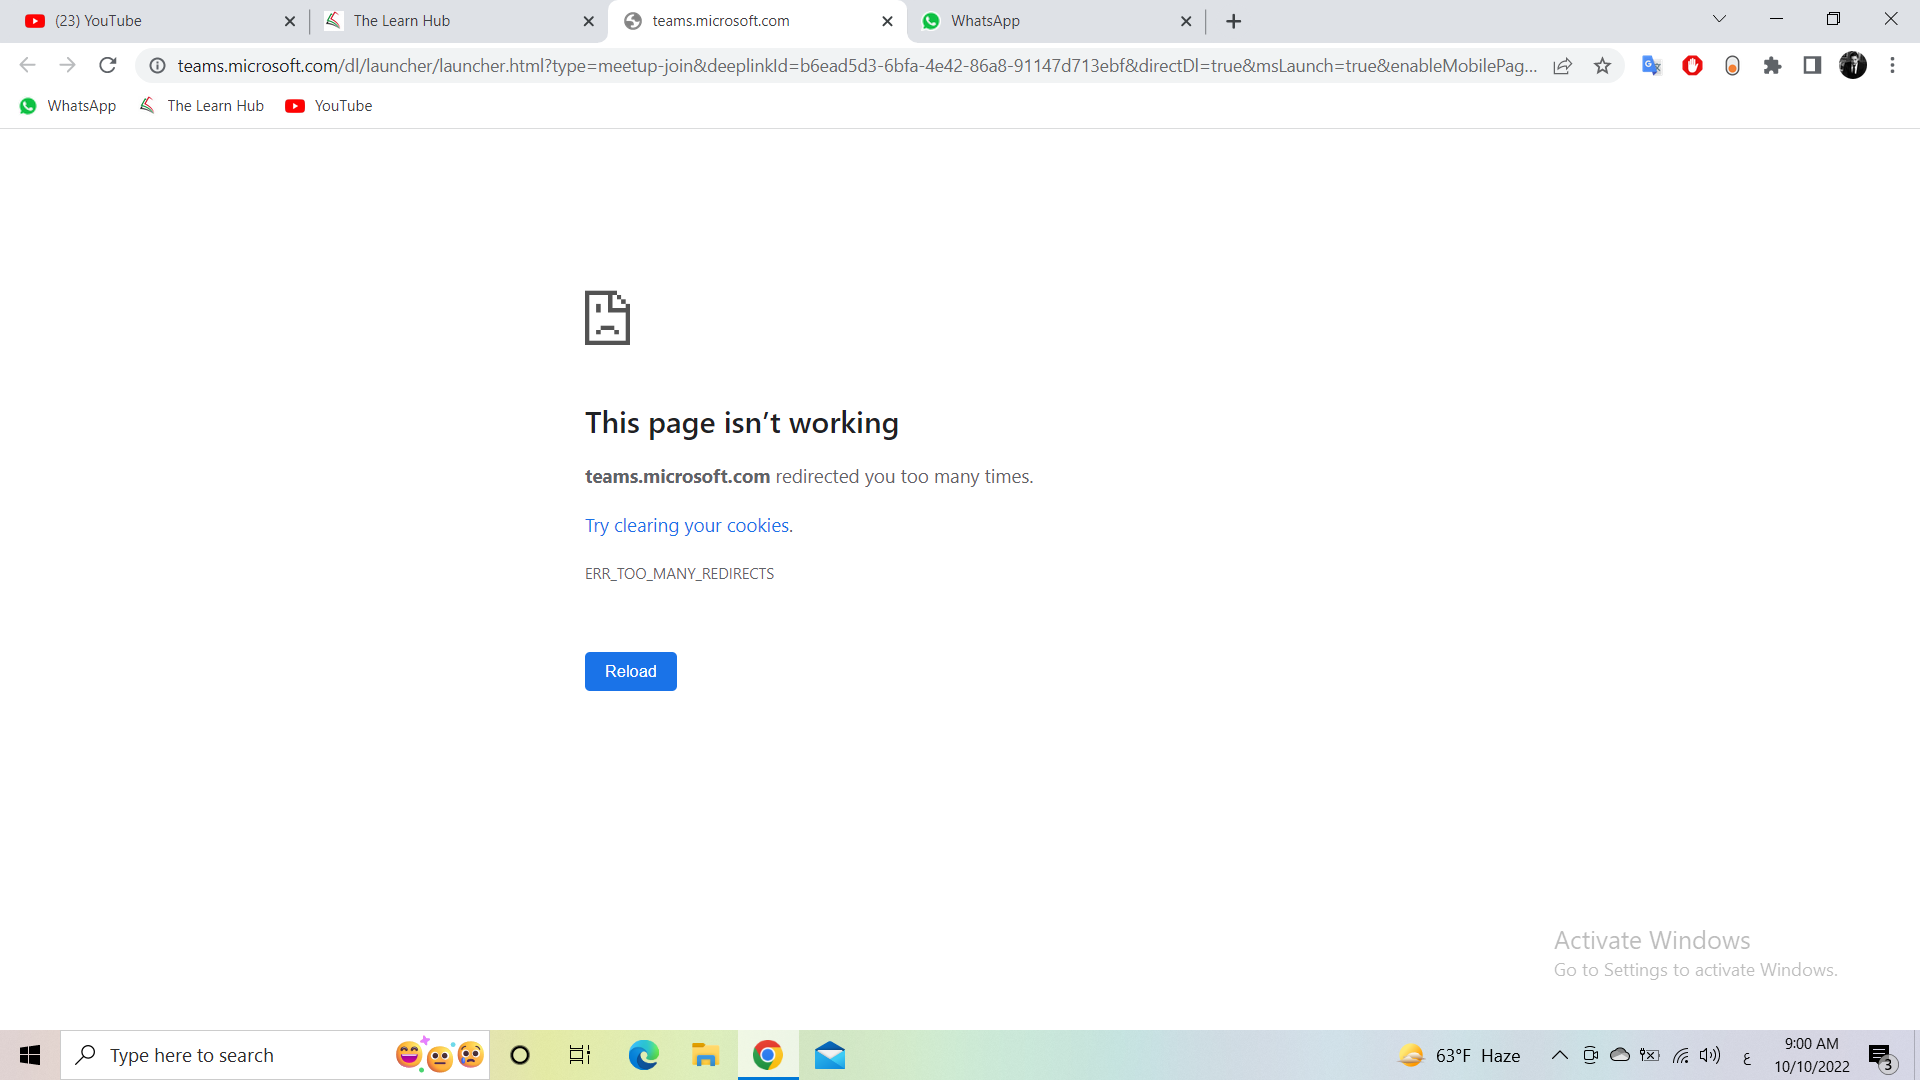 (23) YouTube
The Learn Hub
teams.microsoft.com
WhatsApp
teams.microsoft.com/dl/launcher/launcher.html?type=meetup-join&deeplinkId=b6ead5d3-6bfa-4e42-86a8-91147d713ebf&directDl=true&msLaunch=true&enableMobilePag...
WhatsApp
The Learn Hub
YouTube
This page isn’t working
teams.microsoft.com redirected you too many times.
Try clearing your cookies.
ERR_TOO_MANY_REDIRECTS
Reload
Activate Windows
Go to Settings to activate Windows.
Type here to search
63°F Haze
ع
9:00 AM
10/10/2022
3